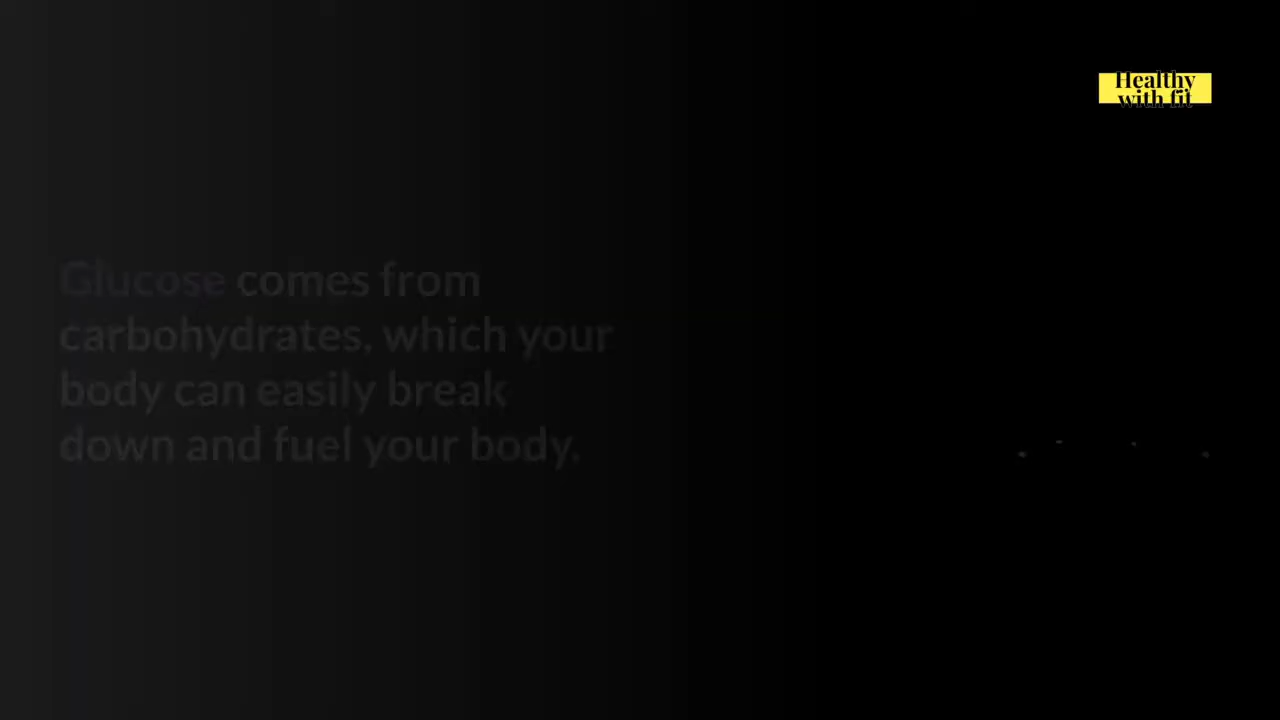 Healthy
with fit
Glucose comes from
carbohydrates, which your
body can easily break
down and fuel your body.